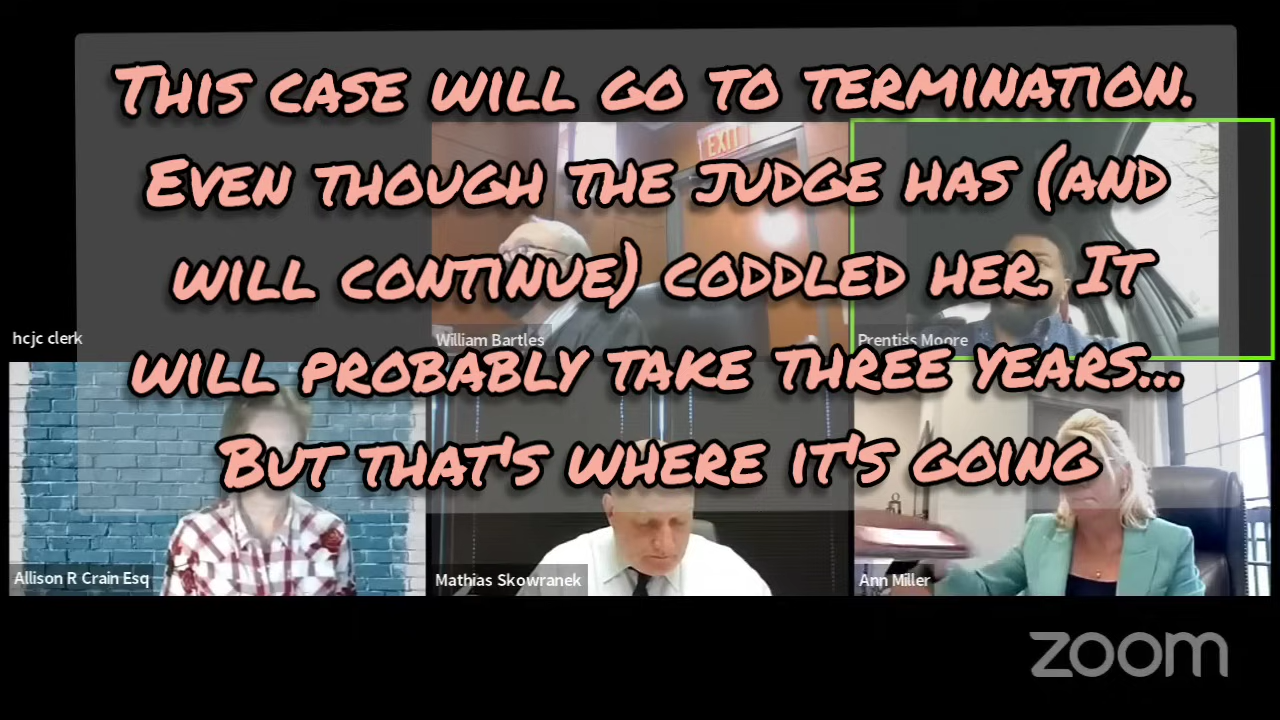 This case will go to termination.
Even though the judge has (and
will continue) coddled her. It
will probably take three years...
But that's where it's going
EXIT
hcjc clerk
William Bartles
Prentiss Moore
Allison R Crain Esq
Mathias Skowranek
Ann Miller
zoom